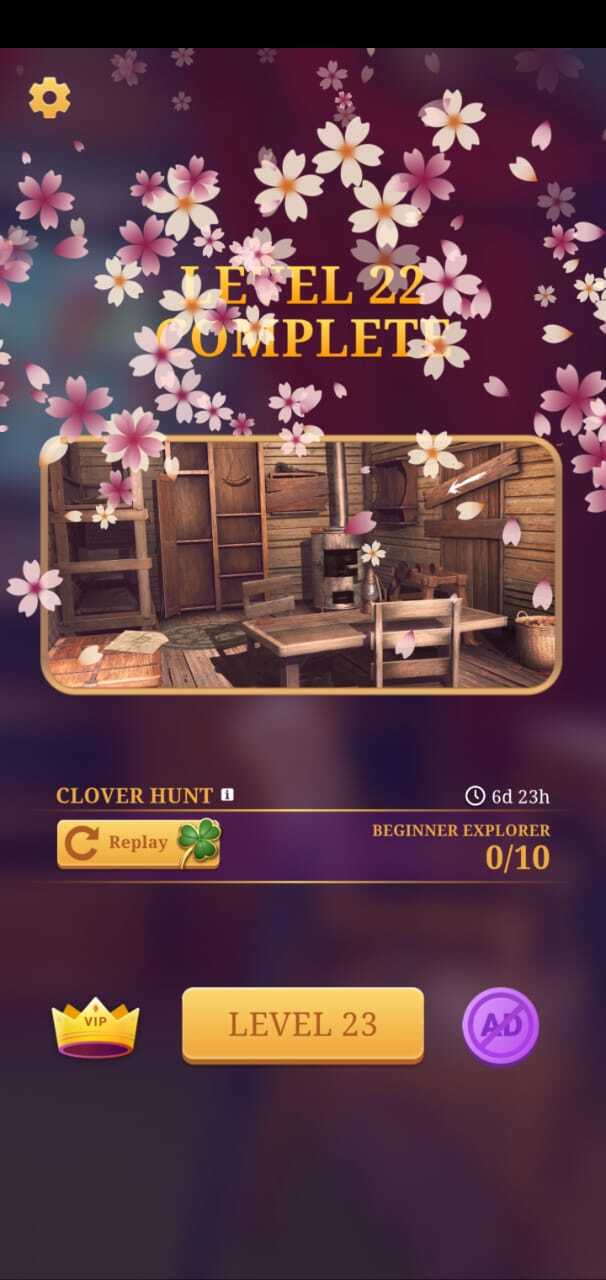 LEVEL 22
COMPLETE
CLOVER HUNT i
6d 23h
Replay
BEGINNER EXPLORER
0/10
VIP
LEVEL 23
AD